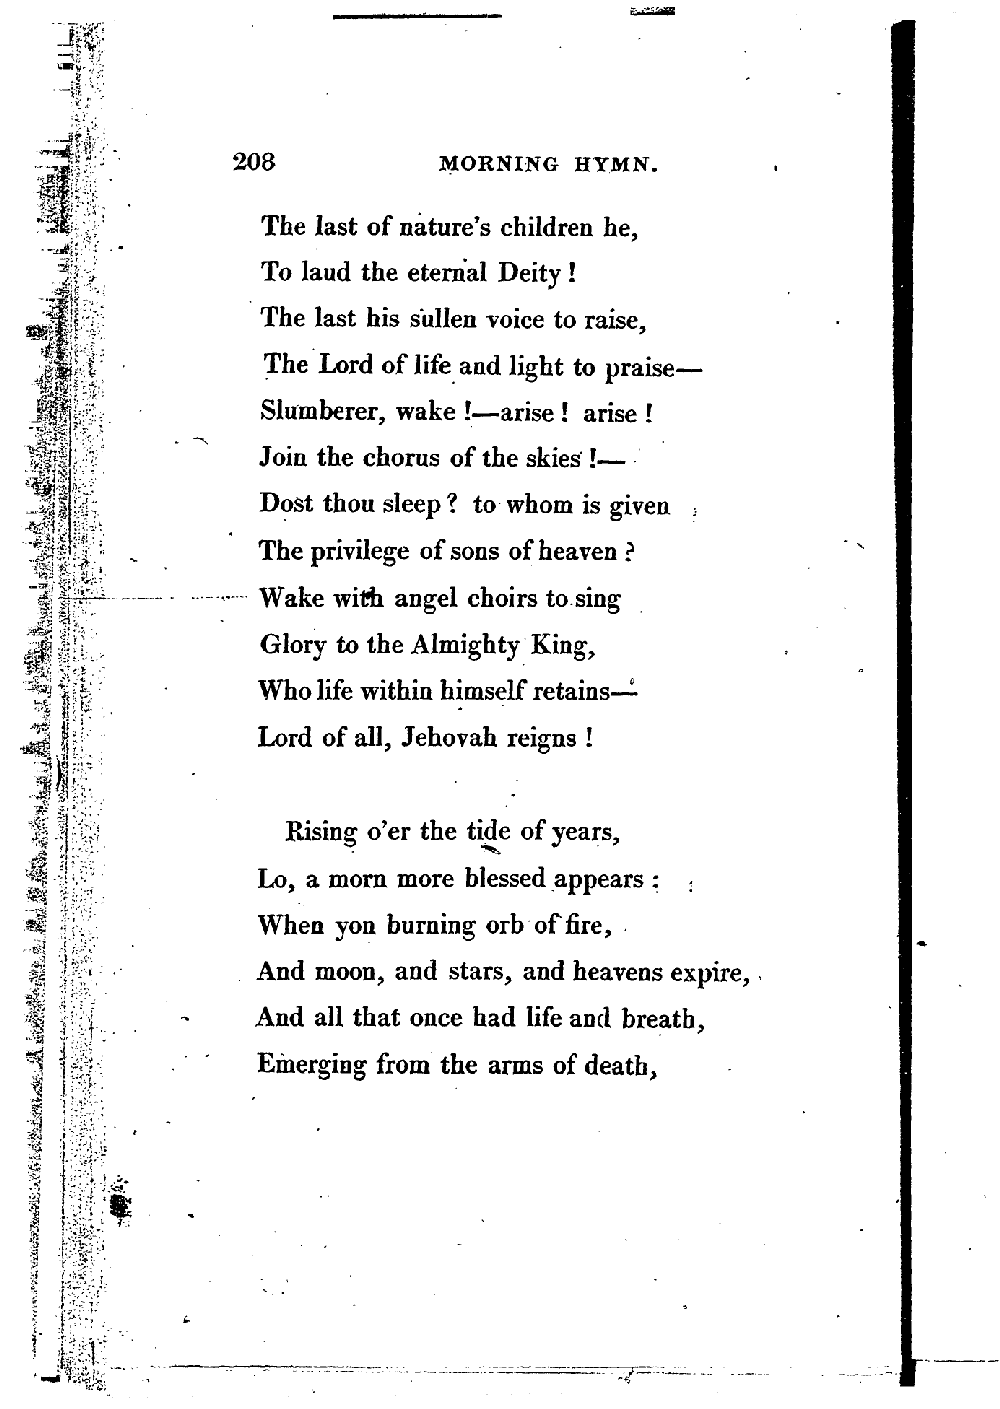 208 MORNING HYMN.
The last of nature's children he,
To laud the eternal Deity !
The last his sullen voice to raise,
The Lord of life and light to praise—
Slumberer, wake !—arise ! arise !
Join the chorus of the skies !—
Dost thou sleep ? to whom is given
The privilege of sons of heaven ?
Wake with angel choirs to sing
Glory to the Almighty King,
Who life within himself retains—
Lord of all, Jehovah reigns !
Rising o'er the tide of years,
Lo, a morn more blessed appears :
When yon burning orb of fire,
And moon, and stars, and heavens expire,
And all that once had life and breath,
Emerging from the arms of death,